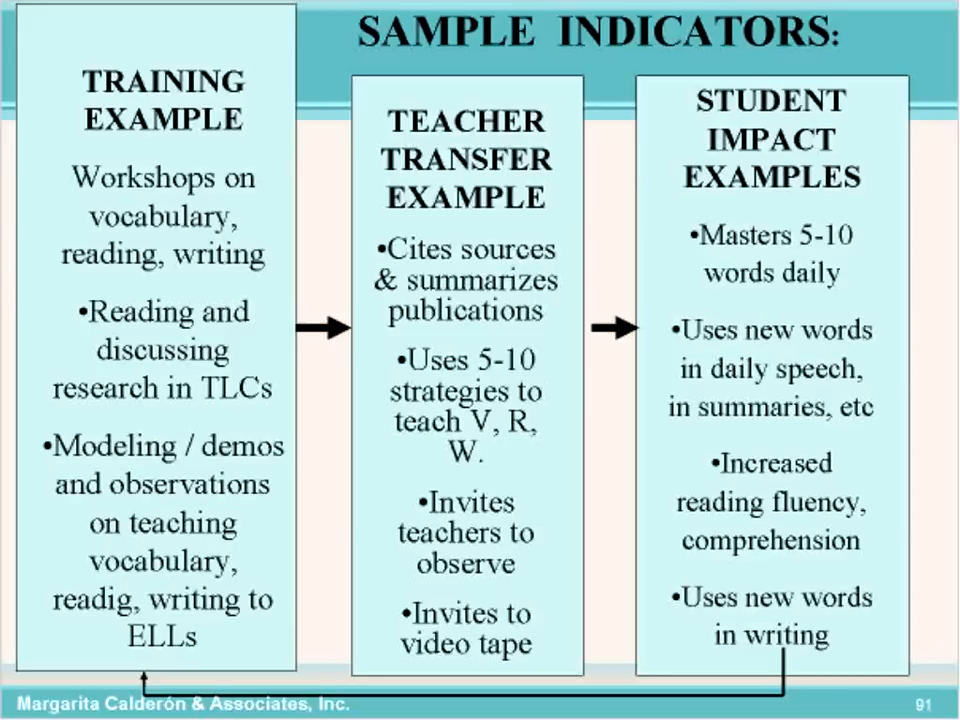 SAMPLE INDICATORS:
TRAINING
EXAMPLE
Workshops on
vocabulary,
reading, writing
•Reading and
discussing
research in TLCs
•Modeling / demos
and observations
on teaching
vocabulary,
readig, writing to
ELLs
TEACHER
TRANSFER
EXAMPLE
•Cites sources
& summarizes
publications
•Uses 5-10
strategies to
teach V, R,
W.
•Invites
teachers to
observe
•Invites to
video tape
STUDENT
IMPACT
EXAMPLES
•Masters 5-10
words daily
•Uses new words
in daily speech,
in summaries, etc
•Increased
reading fluency,
comprehension
•Uses new words
in writing
Margarita Calderón & Associates, Inc.
91